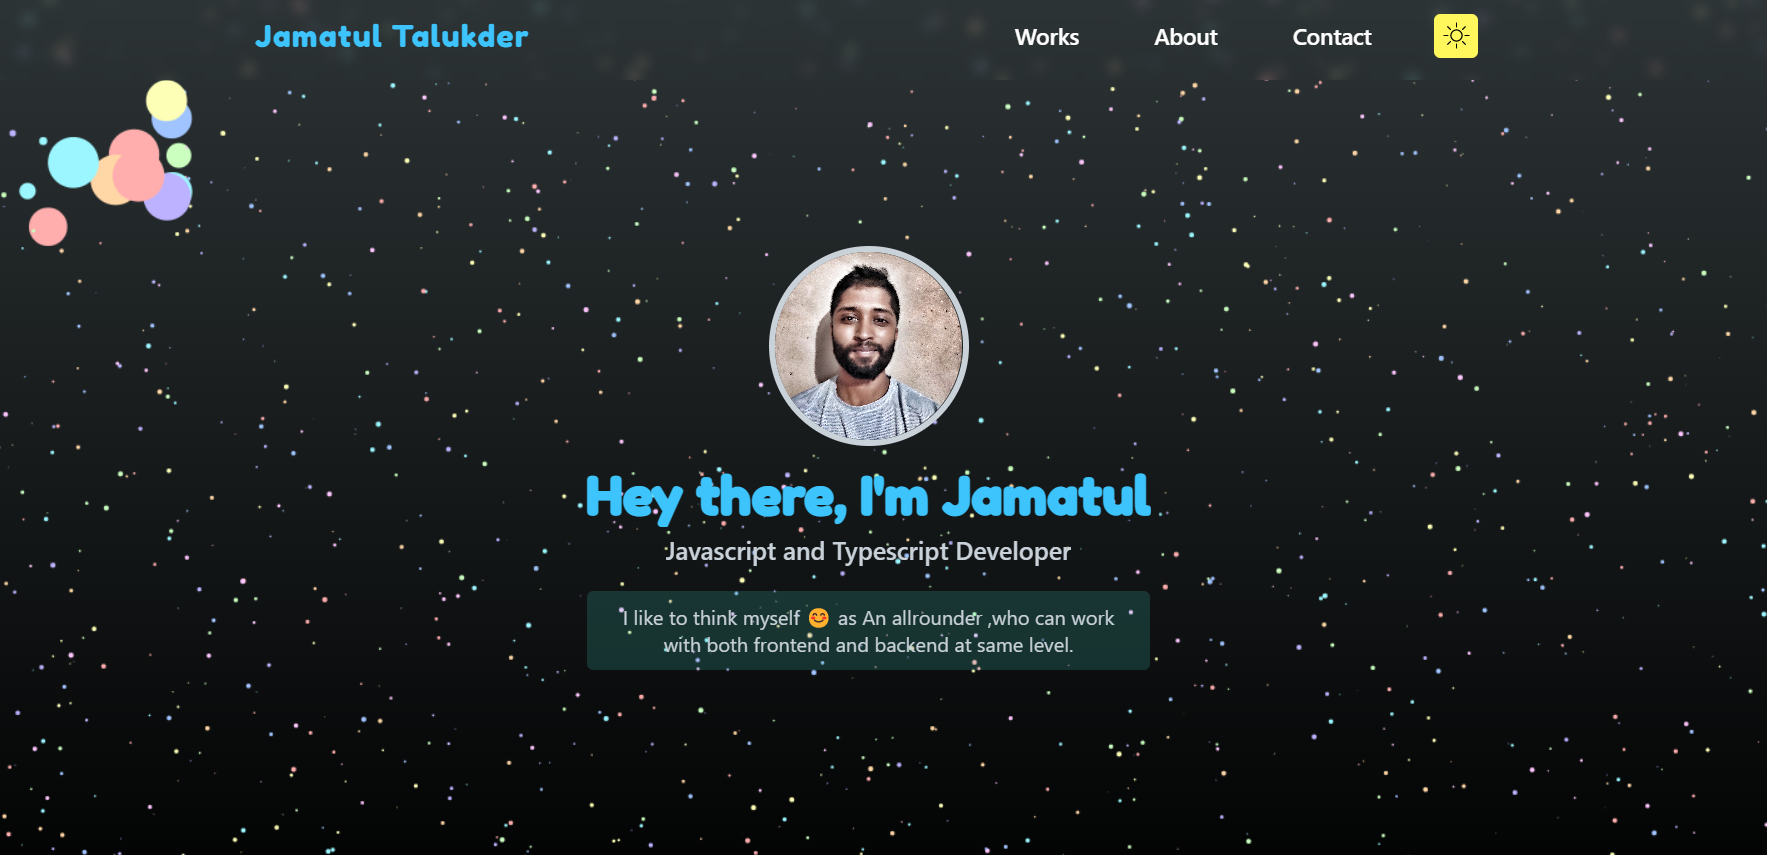 Jamatul Talukder
Works
About
Contact
Hey there, I'm Jamatul
Javascript and Typescript Developer
I like to think myself 😊 as An allrounder ,who can work
with both frontend and backend at same level.